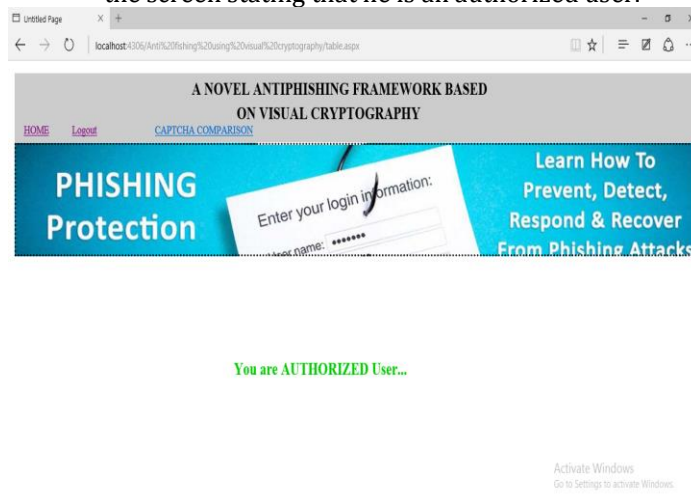 the screen stating that he is an authorized user.
Untitled Page
localhost:4306/Anti%20fishing%20using%20visual%20cryptography/table.aspx
A NOVEL ANTIPHISHING FRAMEWORK BASED
ON VISUAL CRYPTOGRAPHY
HOME Logout CAPTCHA COMPARISON
PHISHING
Protection
Enter your login information:
User name:
Learn How To
Prevent, Detect,
Respond & Recover
From Phishing Attacks
You are AUTHORIZED User...
Activate Windows
Go to Settings to activate Windows.